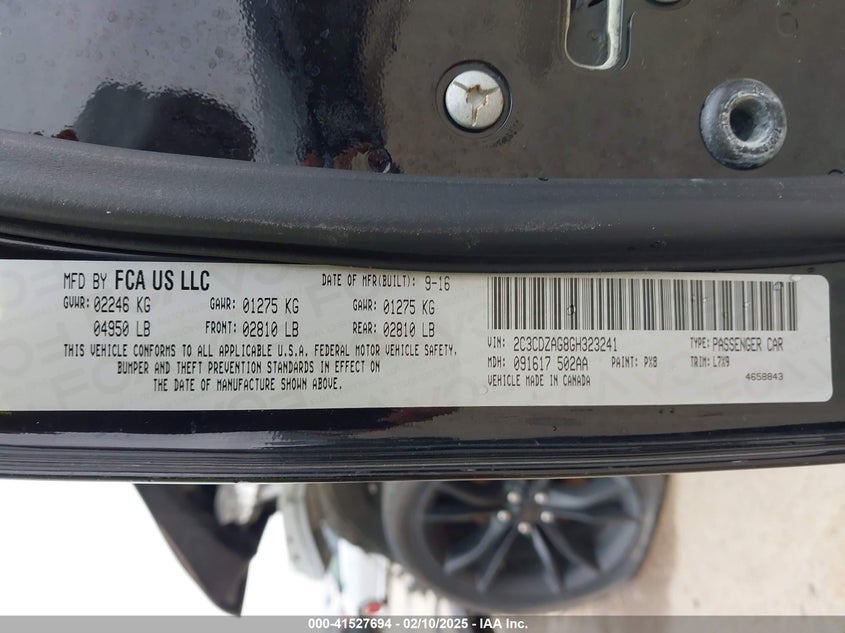 MFD BY FCA US LLC DATE OF MFR(BUILT): 9-16
GVWR: 02246 KG GAWR: 01275 KG GAWR: 01275 KG
04950 LB FRONT: 02810 LB REAR: 02810 LB
THIS VEHICLE CONFORMS TO ALL APPLICABLE U.S.A. FEDERAL MOTOR VEHICLE SAFETY,
BUMPER AND THEFT PREVENTION STANDARDS IN EFFECT ON
THE DATE OF MANUFACTURE SHOWN ABOVE.
VIN: 2C3CDZAG8GH323241 TYPE: PASSENGER CAR
MDH: 091617 502AA PAINT: PX8 TRIM: L7X9
VEHICLE MADE IN CANADA 4658843
000-41527694 - 02/10/2025 - IAA Inc.